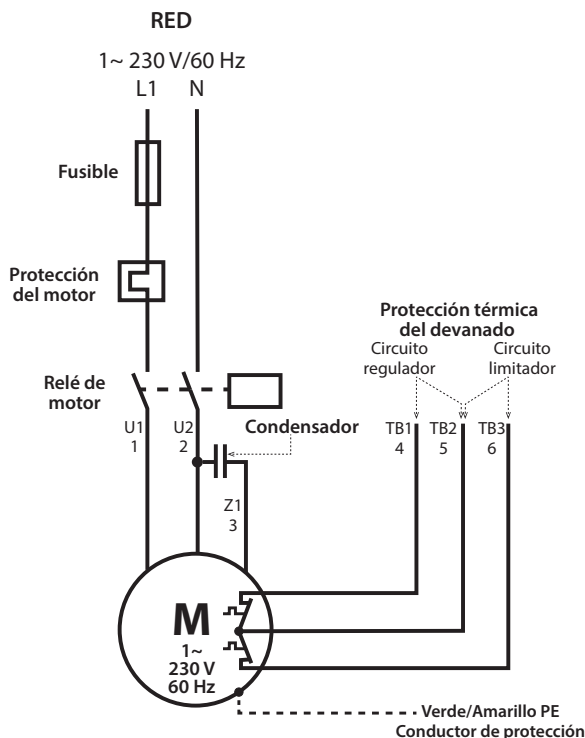 RED
1~ 230 V/60 Hz
L1 N
Fusible
Protección
del motor
Protección térmica
del devanado
Circuito
regulador
Circuito
limitador
Relé de
motor
U1
1
U2
2
Condensador
TB1
4
TB2
5
TB3
6
Z1
3
M
1~
230 V
60 Hz
Verde/Amarillo PE
Conductor de protección